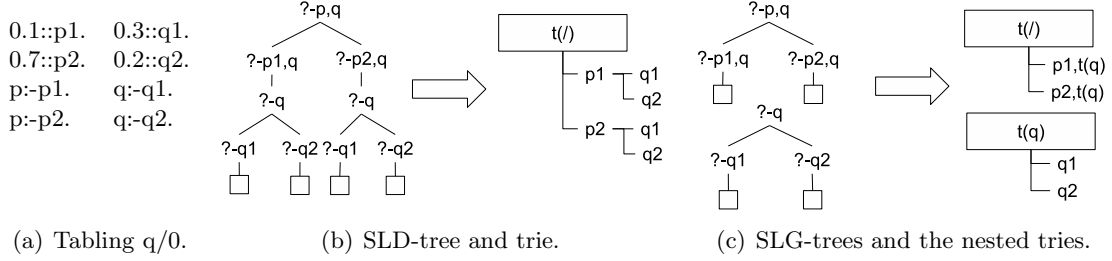 0.1::p1. 0.3::q1.
0.7::p2. 0.2::q2.
p:-p1. q:-q1.
p:-p2. q:-q2.
(a) Tabling q/0.
?-p,q
?-p1,q ?-p2,q
?-q ?-q
?-q1 ?-q2 ?-q1 ?-q2
t(/)
p1 q1
q2
p2 q1
q2
(b) SLD-tree and trie.
?-p,q
?-p1,q ?-p2,q
?-q
?-q1 ?-q2
t(/)
p1,t(q)
p2,t(q)
t(q)
q1
q2
(c) SLG-trees and the nested tries.